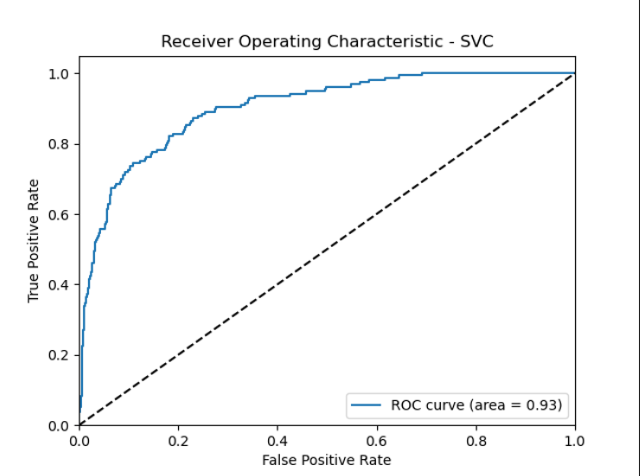 Receiver Operating Characteristic - SVC
True Positive Rate
1.0
0.8
0.6
0.4
0.2
0.0
ROC curve (area = 0.93)
0.0 0.2 0.4 0.6 0.8 1.0
False Positive Rate